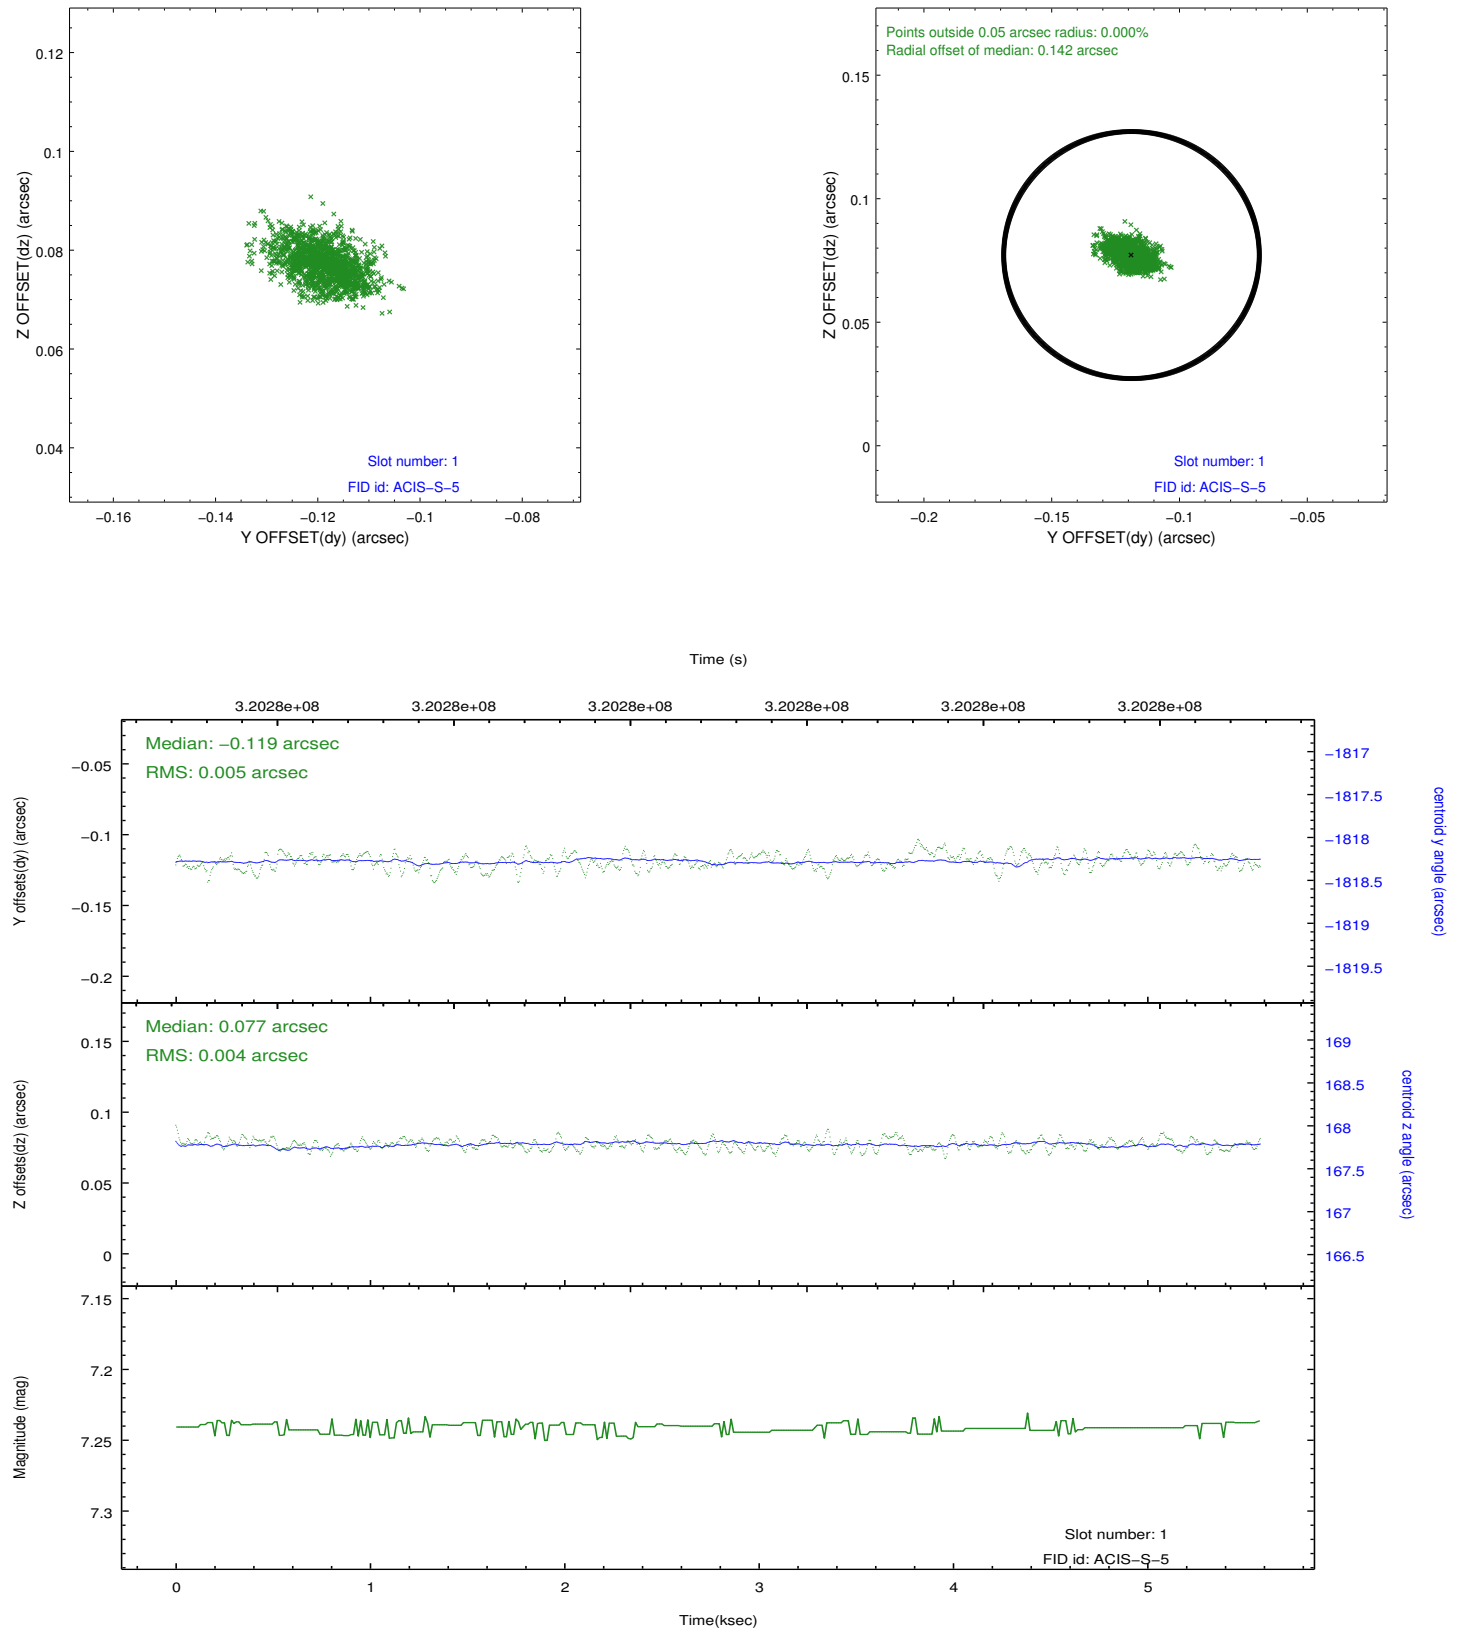 0.12
0.1
0.08
0.06
0.04
Z OFFSET(dz) (arcsec)
Slot number: 1
FID id: ACIS−S−5
−0.16 −0.14 −0.12 −0.1 −0.08
Y OFFSET(dy) (arcsec)
Points outside 0.05 arcsec radius: 0.000%
Radial offset of median: 0.142 arcsec
0.15
0.1
0.05
0
Z OFFSET(dz) (arcsec)
Slot number: 1
FID id: ACIS−S−5
−0.2 −0.15 −0.1 −0.05
Y OFFSET(dy) (arcsec)
Time (s)
3.2028e+08 3.2028e+08 3.2028e+08 3.2028e+08 3.2028e+08 3.2028e+08
Median: −0.119 arcsec
RMS: 0.005 arcsec
−0.05
−0.1
−0.15
−0.2
Y offsets(dy) (arcsec)
−1817
−1817.5
−1818
−1818.5
−1819
−1819.5
centroid y angle (arcsec)
Median: 0.077 arcsec
RMS: 0.004 arcsec
0.15
0.1
0.05
0
Z offsets(dz) (arcsec)
169
168.5
168
167.5
167
166.5
centroid z angle (arcsec)
7.15
7.2
7.25
7.3
Magnitude (mag)
Slot number: 1
FID id: ACIS−S−5
0 1 2 3 4 5
Time(ksec)